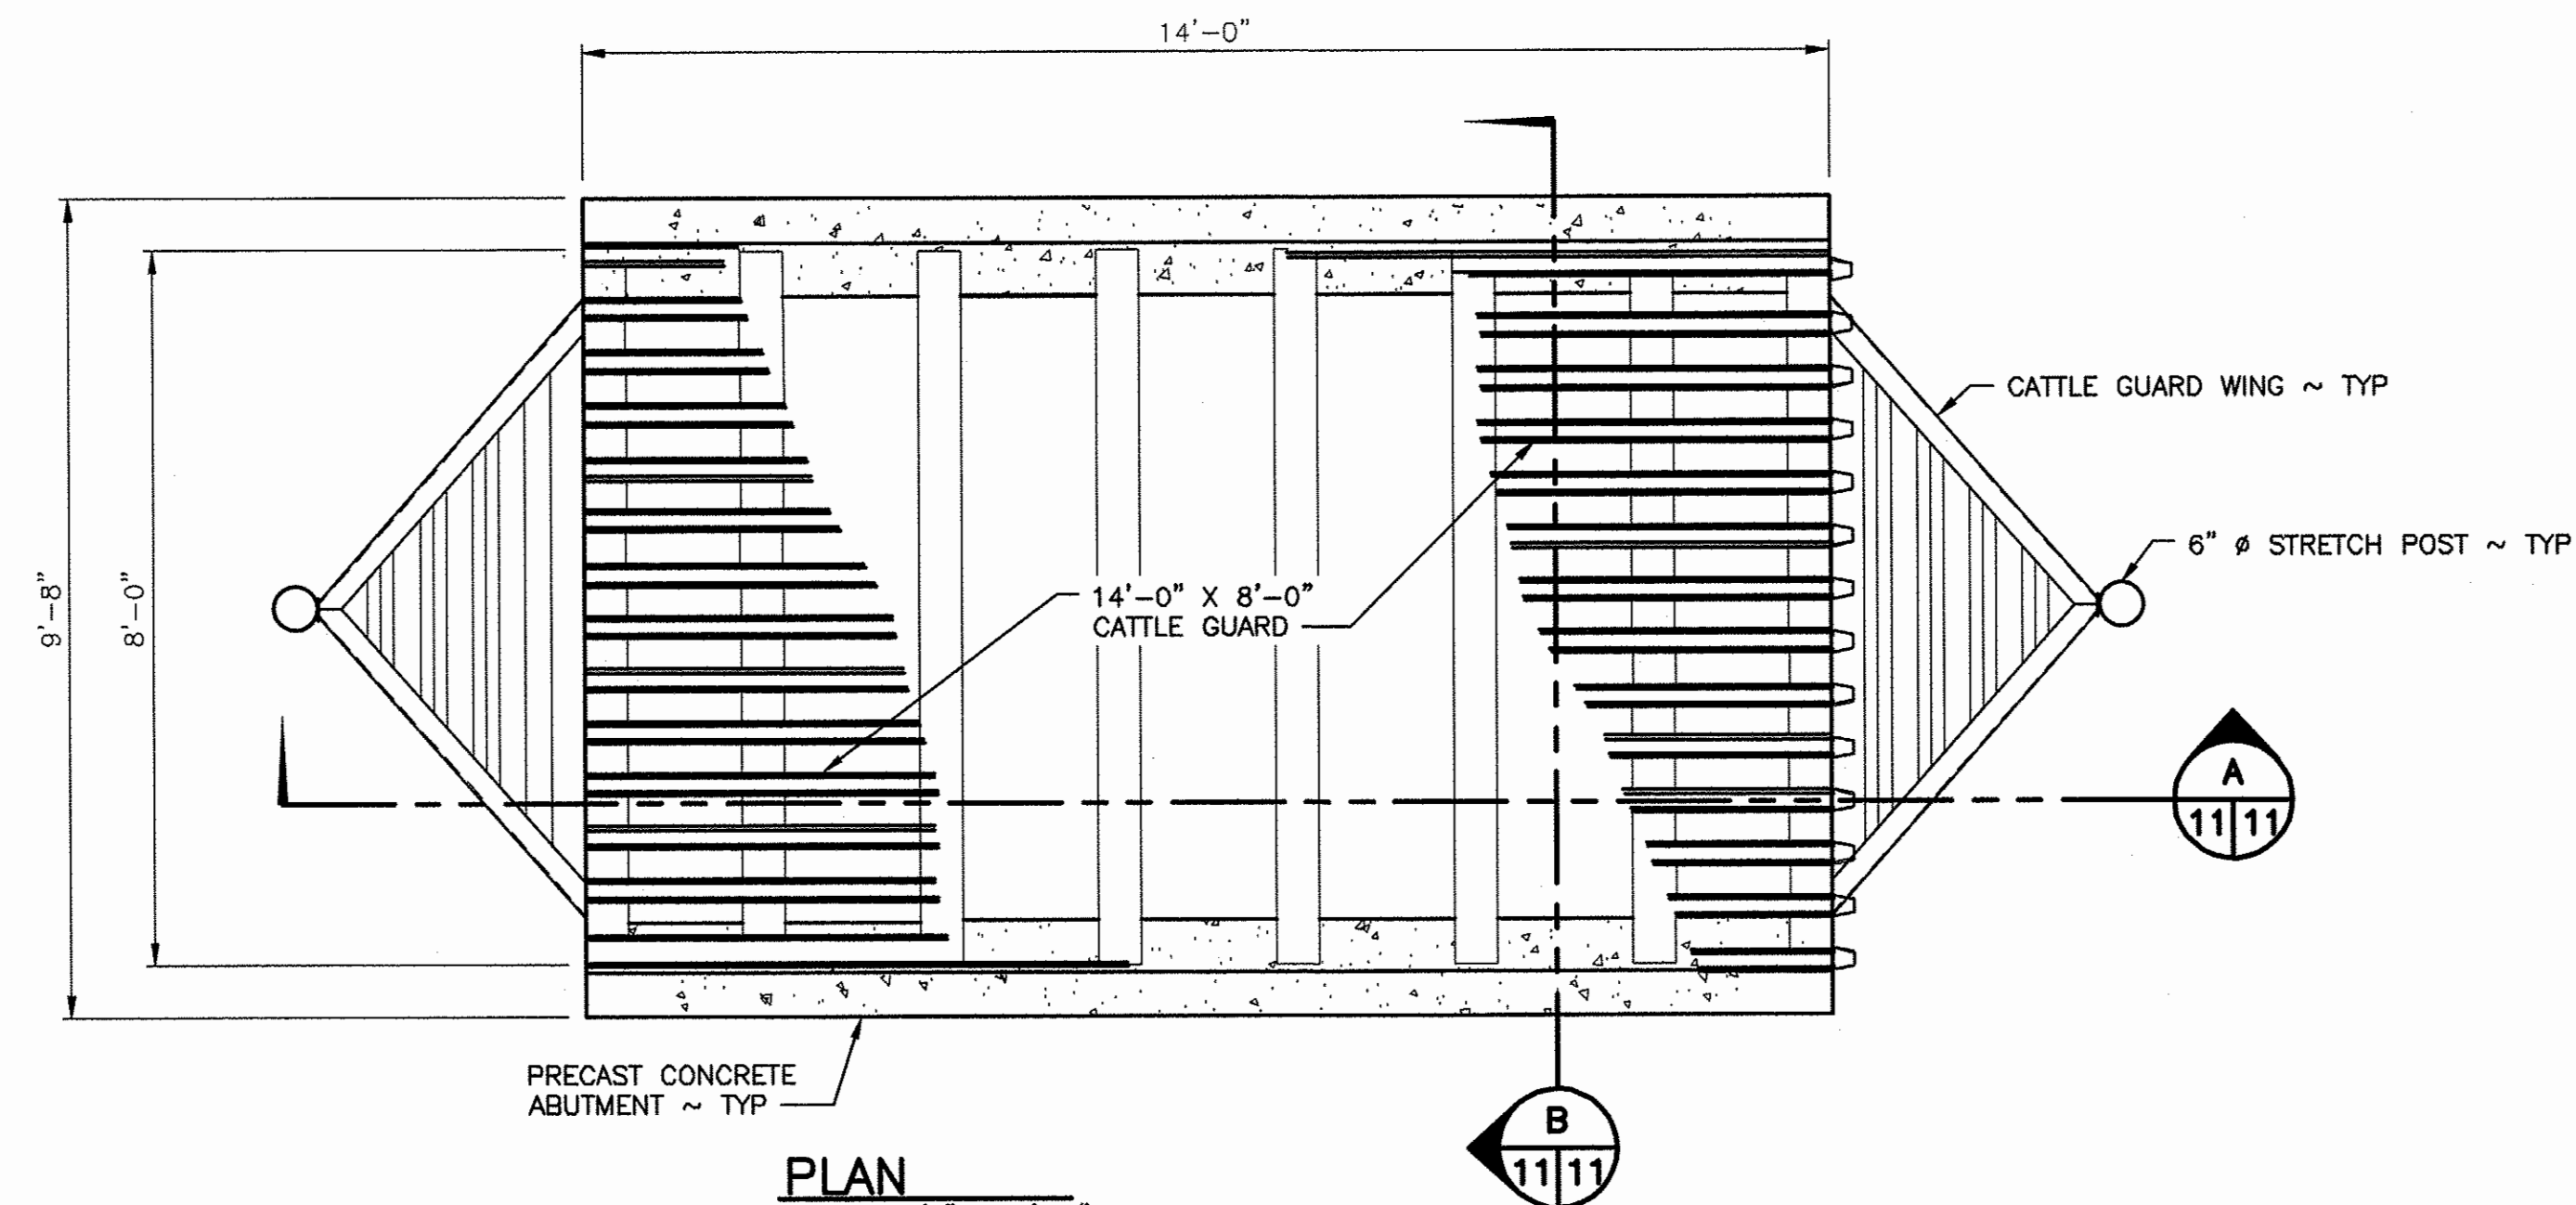 14'-0"
CATTLE GUARD WING ~ TYP
6" ø STRETCH POST ~ TYP
9'-8"
8'-0"
14'-0" X 8'-0"
CATTLE GUARD
A
11 11
PRECAST CONCRETE
ABUTMENT ~ TYP
B
11 11
PLAN